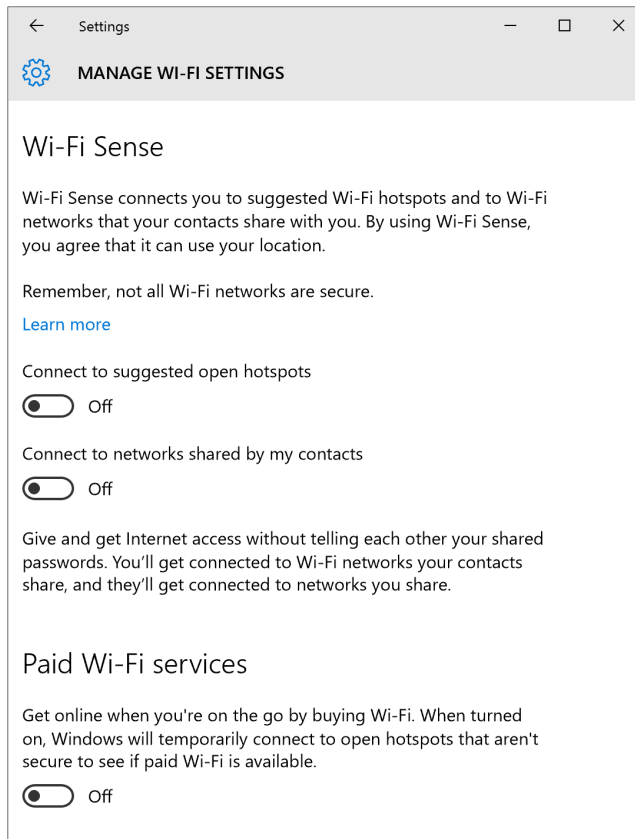 Settings
MANAGE WI-FI SETTINGS
Wi-Fi Sense
Wi-Fi Sense connects you to suggested Wi-Fi hotspots and to Wi-Fi
networks that your contacts share with you. By using Wi-Fi Sense,
you agree that it can use your location.
Remember, not all Wi-Fi networks are secure.
Learn more
Connect to suggested open hotspots
Off
Connect to networks shared by my contacts
Off
Give and get Internet access without telling each other your shared
passwords. You’ll get connected to Wi-Fi networks your contacts
share, and they’ll get connected to networks you share.
Paid Wi-Fi services
Get online when you're on the go by buying Wi-Fi. When turned
on, Windows will temporarily connect to open hotspots that aren't
secure to see if paid Wi-Fi is available.
Off